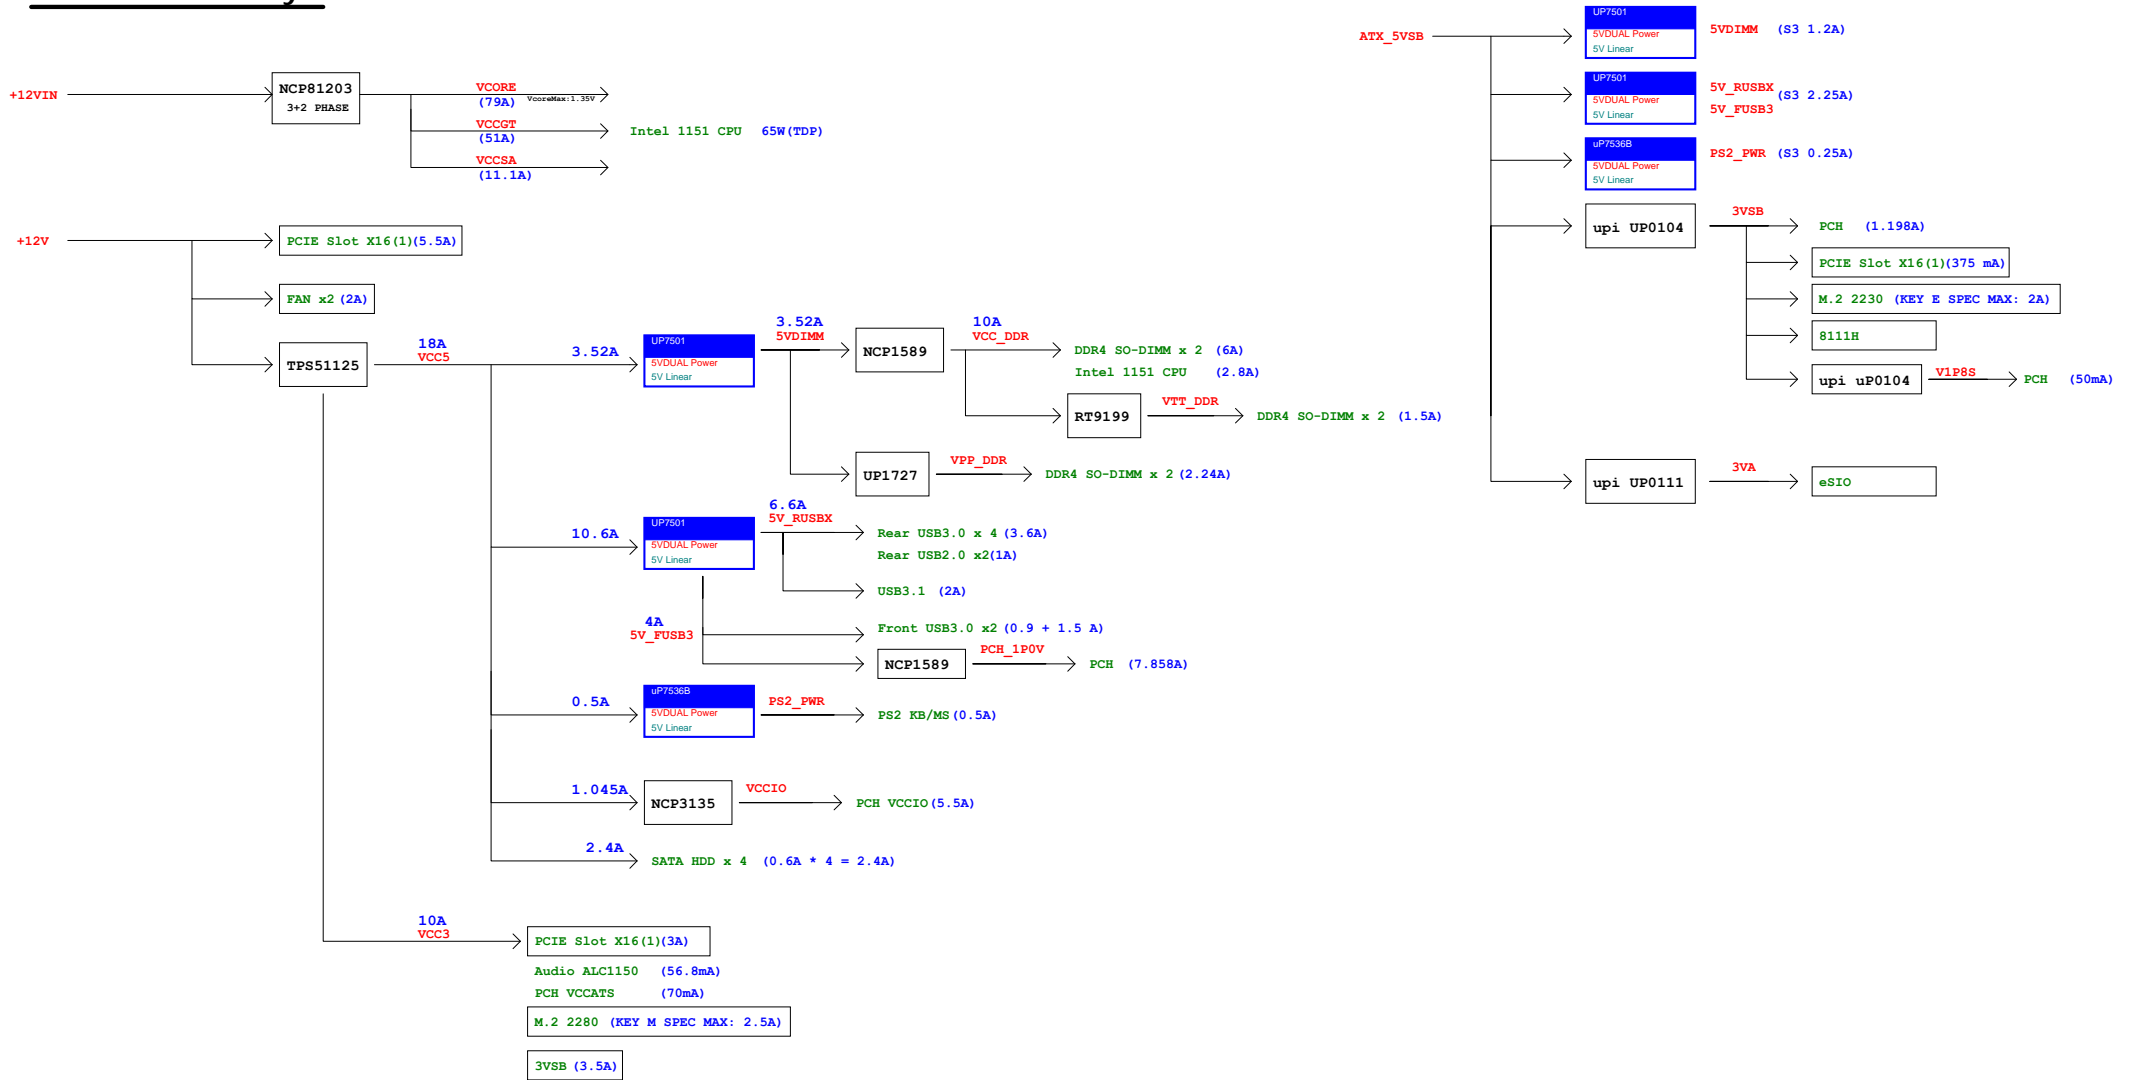 +12VIN
NCP81203
3+2 PHASE
VCORE
(79A)
VcoreMax:1.35V
VCCGT
(51A)
VCCSA
(11.1A)
Intel 1151 CPU 65W(TDP)
+12V
PCIE Slot X16(1)(5.5A)
FAN x2 (2A)
TPS51125
18A
VCC5
3.52A
UP7501
5VDUAL Power
5V Linear
3.52A
5VDIMM
NCP1589
10A
VCC_DDR
DDR4 SO-DIMM x 2 (6A)
Intel 1151 CPU (2.8A)
RT9199
VTT_DDR
DDR4 SO-DIMM x 2 (1.5A)
UP1727
VPP_DDR
DDR4 SO-DIMM x 2 (2.24A)
10.6A
UP7501
5VDUAL Power
5V Linear
6.6A
5V_RUSBX
Rear USB3.0 x 4 (3.6A)
Rear USB2.0 x2(1A)
USB3.1 (2A)
4A
5V_FUSB3
Front USB3.0 x2 (0.9 + 1.5 A)
NCP1589
PCH_1P0V
PCH (7.858A)
0.5A
uP7536B
5VDUAL Power
5V Linear
PS2_PWR
PS2 KB/MS (0.5A)
1.045A
NCP3135
VCCIO
PCH VCCIO (5.5A)
2.4A
SATA HDD x 4 (0.6A * 4 = 2.4A)
10A
VCC3
PCIE Slot X16(1)(3A)
Audio ALC1150 (56.8mA)
PCH VCCATS (70mA)
M.2 2280 (KEY M SPEC MAX: 2.5A)
3VSB (3.5A)
ATX_5VSB
UP7501
5VDUAL Power
5V Linear
5VDIMM (S3 1.2A)
UP7501
5VDUAL Power
5V Linear
5V_RUSBX
5V_FUSB3
(S3 2.25A)
uP7536B
5VDUAL Power
5V Linear
PS2_PWR (S3 0.25A)
upi UP0104
3VSB
PCH (1.198A)
PCIE Slot X16(1)(375 mA)
M.2 2230 (KEY E SPEC MAX: 2A)
8111H
upi uP0104
V1P8S
PCH (50mA)
upi UP0111
3VA
eSIO